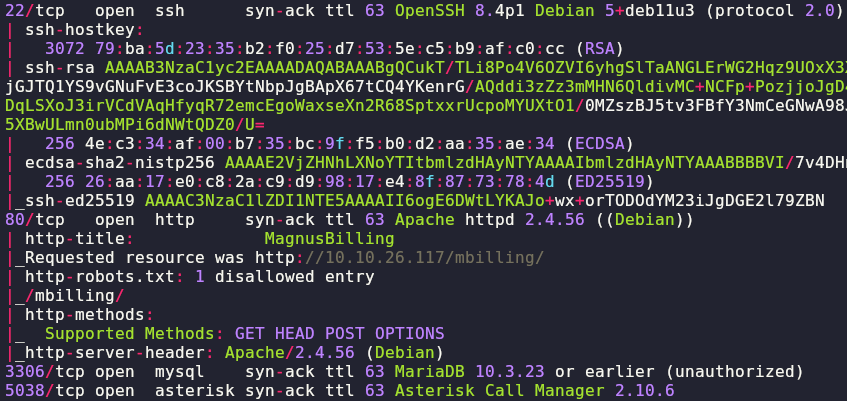 22/tcp   open  ssh      syn-ack ttl 63 OpenSSH 8.4p1 Debian 5+deb11u3 (protocol 2.0)
| ssh-hostkey:
|   3072 79:ba:5d:23:35:b2:f0:25:d7:53:5e:c5:b9:af:c0:cc (RSA)
| ssh-rsa AAAAB3NzaC1yc2EAAAADAQABAAABgQCukT/TLi8Po4V6OZVI6yhgSlTaANGLErWG2Hqz9UOxX3X
jGJTQ1YS9vGNuFvE3coJKSBYtNbpJgBApX67tCQ4YKenrG/AQddi3zZz3mMHN6QldivMC+NCFp+PozjjoJgD4
DqLSXoJ3irVCdVAqHfyqR72emcEgoWaxseXn2R68SptxxrUcpoMYUXtO1/0MZszBJ5tv3FBfY3NmCeGNwA98J
5XBwULmn0ubMPi6dNWtQDZ0/U=
|   256 4e:c3:34:af:00:b7:35:bc:9f:f5:b0:d2:aa:35:ae:34 (ECDSA)
| ecdsa-sha2-nistp256 AAAAE2VjZHNhLXNoYTItbmlzdHAyNTYAAAAIbmlzdHAyNTYAAABBBBVI/7v4DHn
|   256 26:aa:17:e0:c8:2a:c9:d9:98:17:e4:8f:87:73:78:4d (ED25519)
|_ssh-ed25519 AAAAC3NzaC1lZDI1NTE5AAAAII6ogE6DWtLYKAJo+wx+orTODOdYM23iJgDGE2l79ZBN
80/tcp   open  http     syn-ack ttl 63 Apache httpd 2.4.56 ((Debian))
| http-title:             MagnusBilling
|_Requested resource was http://10.10.26.117/mbilling/
| http-robots.txt: 1 disallowed entry
|_/mbilling/
| http-methods:
|_  Supported Methods: GET HEAD POST OPTIONS
|_http-server-header: Apache/2.4.56 (Debian)
3306/tcp open  mysql    syn-ack ttl 63 MariaDB 10.3.23 or earlier (unauthorized)
5038/tcp open  asterisk syn-ack ttl 63 Asterisk Call Manager 2.10.6